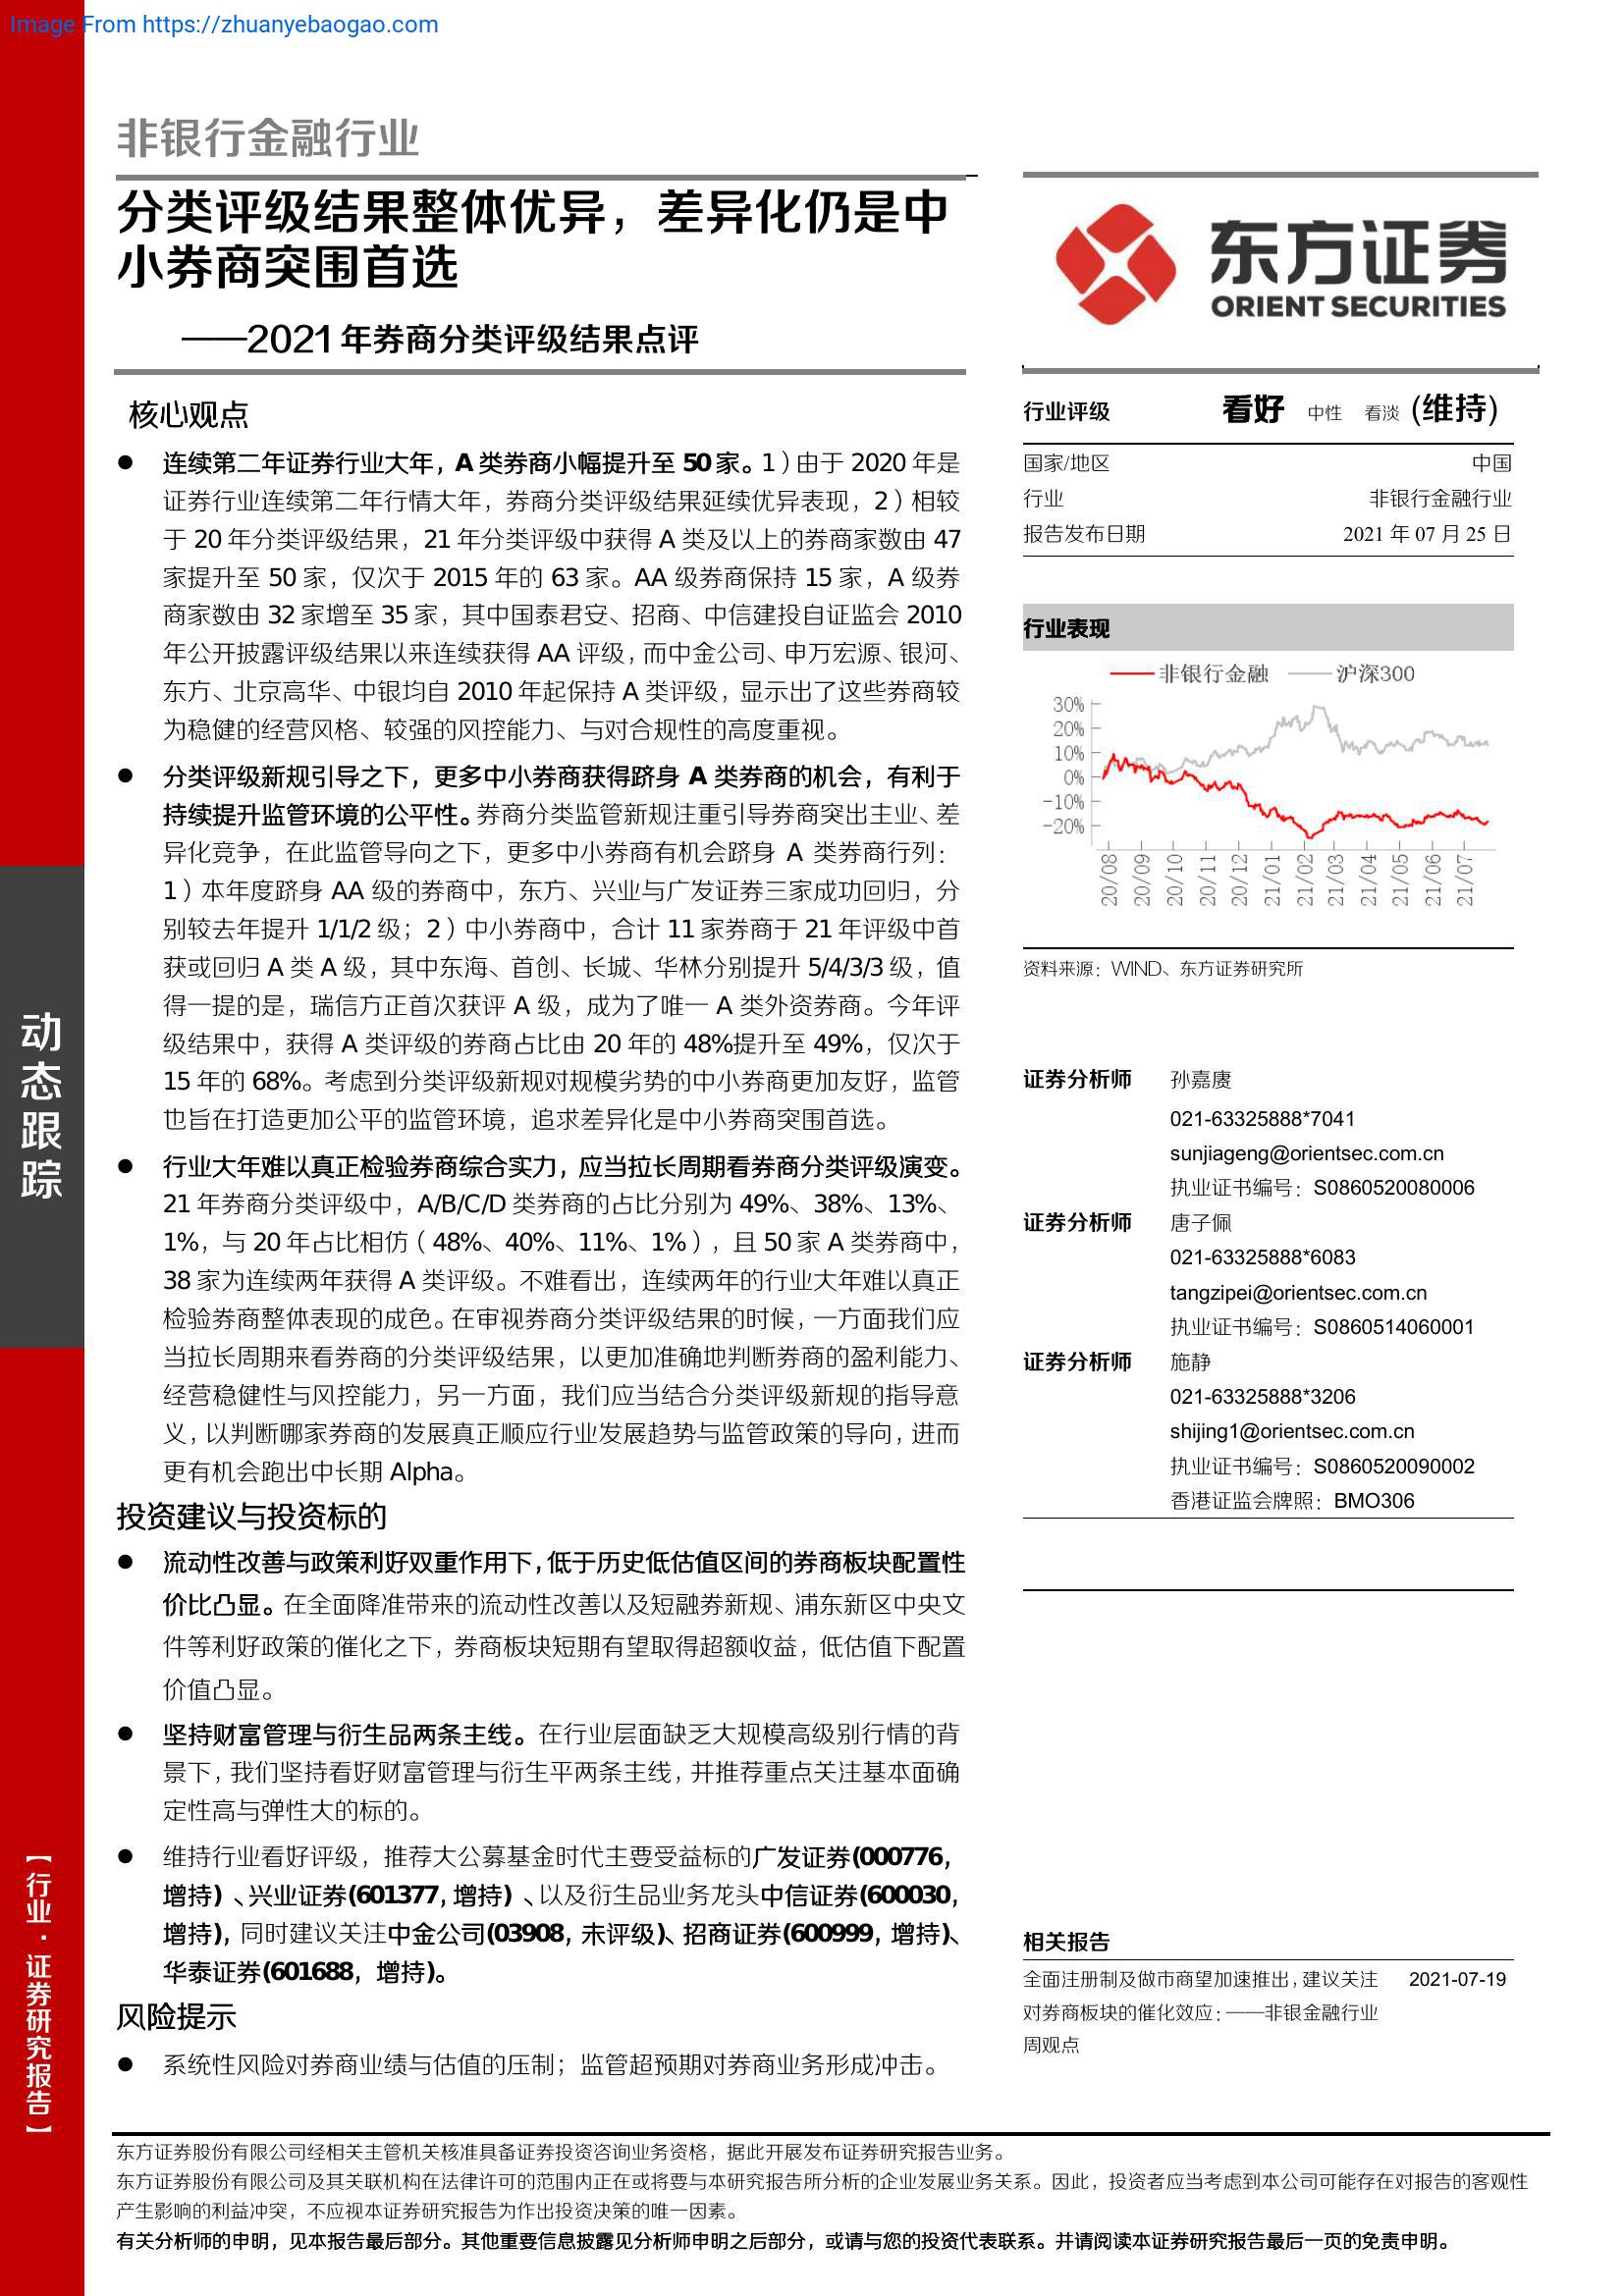 Image From https://zhuanyebaogao.com
非银行金融行业
分类评级结果整体优异，差异化仍是中
小券商突围首选
——2021年券商分类评级结果点评
核心观点
● 连续第二年证券行业大年，A类券商小幅提升至 50家。1）由于 2020 年是
证券行业连续第二年行情大年，券商分类评级结果延续优异表现，2）相较
于 20 年分类评级结果，21 年分类评级中获得 A 类及以上的券商家数由 47
家提升至 50 家，仅次于 2015 年的 63 家。AA 级券商保持 15 家，A 级券
商家数由 32 家增至 35 家，其中国泰君安、招商、中信建投自证监会 2010
年公开披露评级结果以来连续获得 AA 评级，而中金公司、申万宏源、银河、
东方、北京高华、中银均自 2010 年起保持 A 类评级，显示出了这些券商较
为稳健的经营风格、较强的风控能力、与对合规性的高度重视。
● 分类评级新规引导之下，更多中小券商获得跻身 A 类券商的机会，有利于
持续提升监管环境的公平性。券商分类监管新规注重引导券商突出主业、差
异化竞争，在此监管导向之下，更多中小券商有机会跻身 A 类券商行列：
1）本年度跻身 AA 级的券商中，东方、兴业与广发证券三家成功回归，分
别较去年提升 1/1/2 级；2）中小券商中，合计 11 家券商于 21 年评级中首
获或回归 A 类 A 级，其中东海、首创、长城、华林分别提升 5/4/3/3 级，值
得一提的是，瑞信方正首次获评 A 级，成为了唯一 A 类外资券商。今年评
级结果中，获得 A 类评级的券商占比由 20 年的 48%提升至 49%，仅次于
15 年的 68%。考虑到分类评级新规对规模劣势的中小券商更加友好，监管
也旨在打造更加公平的监管环境，追求差异化是中小券商突围首选。
● 行业大年难以真正检验券商综合实力，应当拉长周期看券商分类评级演变。
21 年券商分类评级中，A/B/C/D 类券商的占比分别为 49%、38%、13%、
1%，与 20 年占比相仿（48%、40%、11%、1%），且 50 家 A 类券商中，
38 家为连续两年获得 A 类评级。不难看出，连续两年的行业大年难以真正
检验券商整体表现的成色。在审视券商分类评级结果的时候，一方面我们应
当拉长周期来看券商的分类评级结果，以更加准确地判断券商的盈利能力、
经营稳健性与风控能力，另一方面，我们应当结合分类评级新规的指导意
义，以判断哪家券商的发展真正顺应行业发展趋势与监管政策的导向，进而
更有机会跑出中长期 Alpha。
投资建议与投资标的
● 流动性改善与政策利好双重作用下，低于历史低估值区间的券商板块配置性
价比凸显。在全面降准带来的流动性改善以及短融券新规、浦东新区中央文
件等利好政策的催化之下，券商板块短期有望取得超额收益，低估值下配置
价值凸显。
● 坚持财富管理与衍生品两条主线。在行业层面缺乏大规模高级别行情的背
景下，我们坚持看好财富管理与衍生平两条主线，并推荐重点关注基本面确
定性高与弹性大的标的。
● 维持行业看好评级，推荐大公募基金时代主要受益标的广发证券(000776，
增持)、兴业证券(601377，增持)、以及衍生品业务龙头中信证券(600030，
增持)，同时建议关注中金公司(03908，未评级)、招商证券(600999，增持)、
华泰证券(601688，增持)。
风险提示
● 系统性风险对券商业绩与估值的压制；监管超预期对券商业务形成冲击。
东方证券
ORIENT SECURITIES
行业评级 看好 中性 看淡 (维持)
国家/地区 中国
行业 非银行金融行业
报告发布日期 2021 年 07 月 25 日
行业表现
非银行金融 沪深300
30%
20%
10%
0%
-10%
-20%
20/08 20/09 20/10 20/11 20/12 21/01 21/02 21/03 21/04 21/05 21/06 21/07
资料来源：WIND、东方证券研究所
证券分析师 孙嘉赓
021-63325888*7041
sunjiageng@orientsec.com.cn
执业证书编号：S0860520080006
证券分析师 唐子佩
021-63325888*6083
tangzipei@orientsec.com.cn
执业证书编号：S0860514060001
证券分析师 施静
021-63325888*3206
shijing1@orientsec.com.cn
执业证书编号：S0860520090002
香港证监会牌照：BMO306
相关报告
全面注册制及做市商望加速推出，建议关注 2021-07-19
对券商板块的催化效应：——非银金融行业
周观点
动态跟踪
【行业·证券研究报告】
东方证券股份有限公司经相关主管机关核准具备证券投资咨询业务资格，据此开展发布证券研究报告业务。
东方证券股份有限公司及其关联机构在法律许可的范围内正在或将要与本研究报告所分析的企业发展业务关系。因此，投资者应当考虑到本公司可能存在对报告的客观性
产生影响的利益冲突，不应视本证券研究报告为作出投资决策的唯一因素。
有关分析师的申明，见本报告最后部分。其他重要信息披露见分析师申明之后部分，或请与您的投资代表联系。并请阅读本证券研究报告最后一页的免责申明。